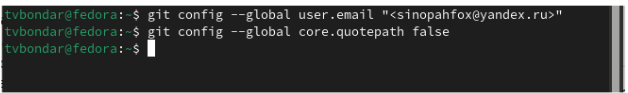 tvbondar@fedora:~$ git config --global user.email "<sinopahfox@yandex.ru>"
tvbondar@fedora:~$ git config --global core.quotepath false
tvbondar@fedora:~$